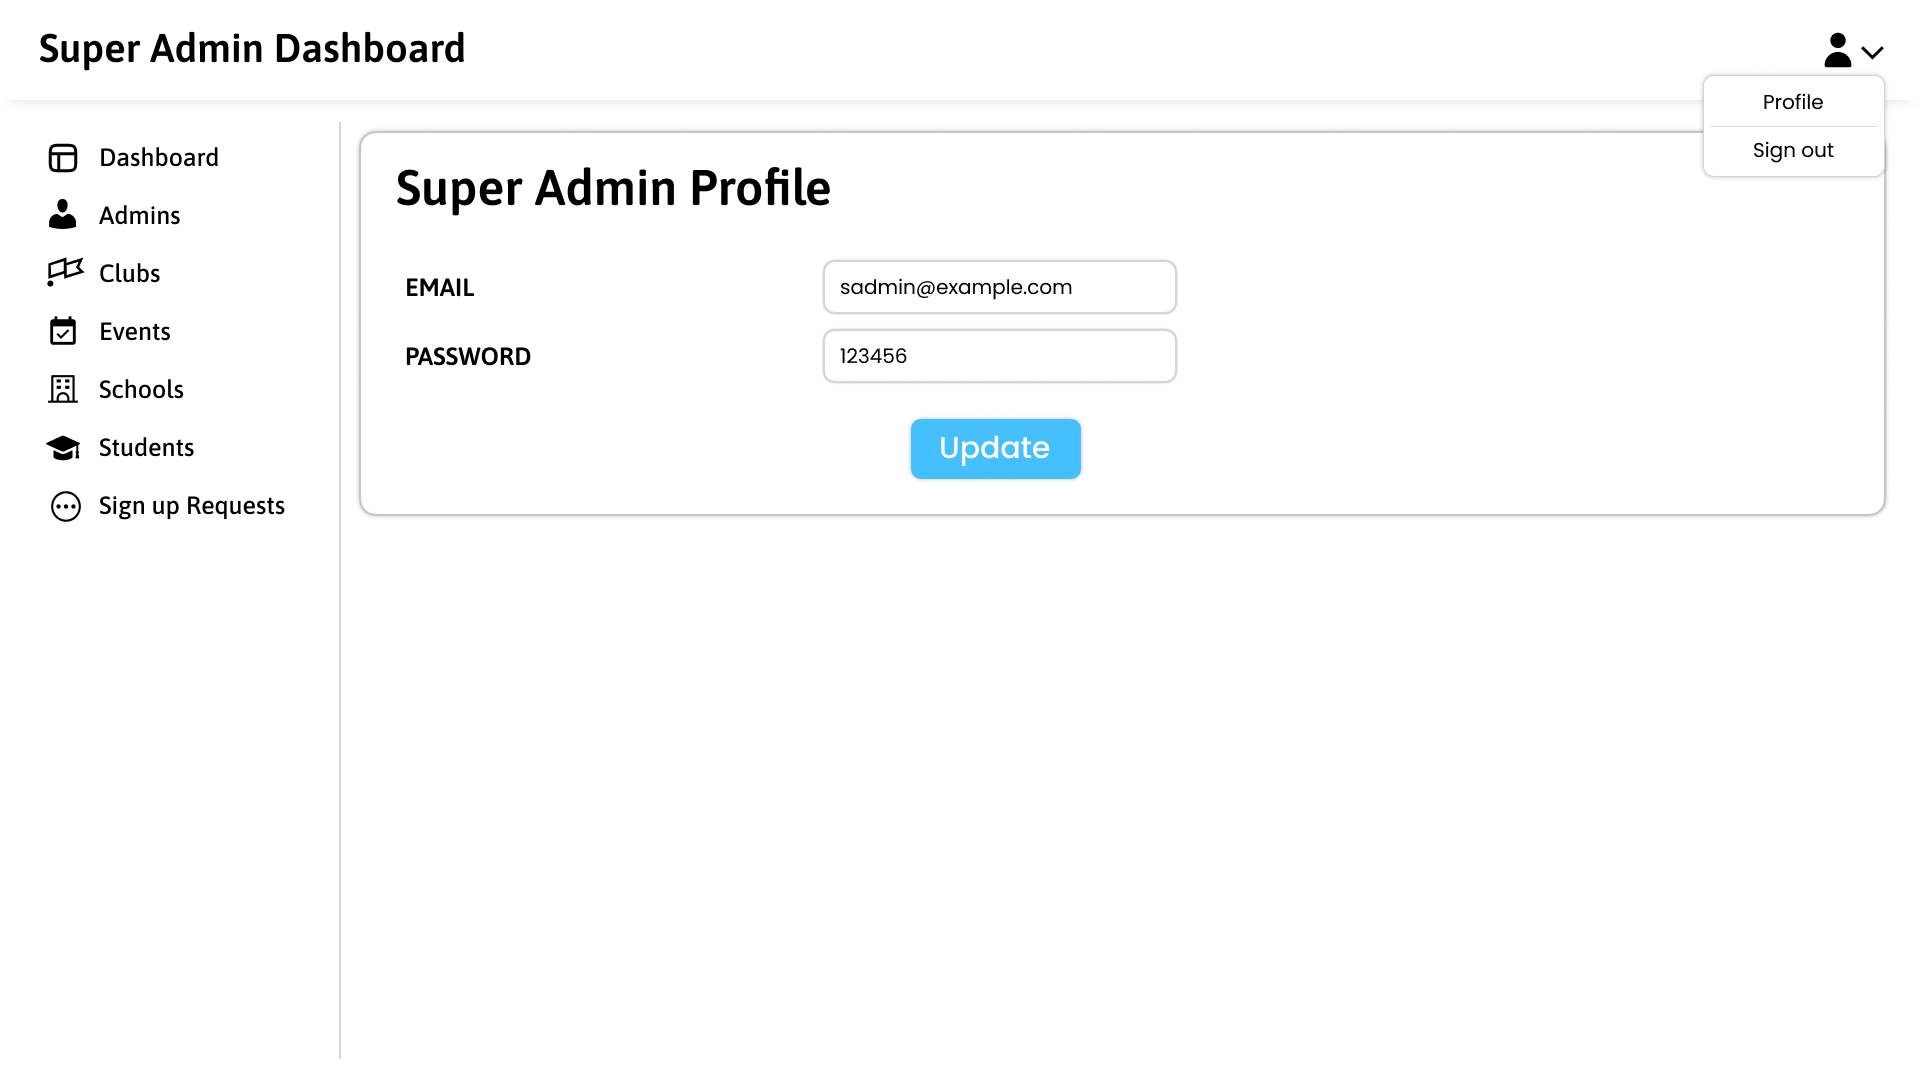 Super Admin Dashboard
Profile
Sign out
Dashboard
Admins
Clubs
Events
Schools
Students
Sign up Requests
Super Admin Profile
EMAIL
sadmin@example.com
PASSWORD
123456
Update